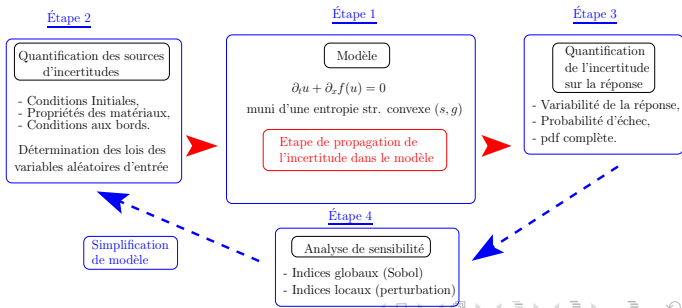 Étape 2
Quantification des sources
d'incertitudes
- Conditions Initiales,
- Propriétés des matériaux,
- Conditions aux bords.
Détermination des lois des
variables aléatoires d'entrée
Étape 1
Modèle
∂ₜu + ∂ₓf(u) = 0
muni d'une entropie str. convexe (s, g)
Etape de propagation de
l'incertitude dans le modèle
Étape 3
Quantification
de l'incertitude
sur la réponse
- Variabilité de la réponse,
- Probabilité d'échec,
- pdf complète.
Étape 4
Analyse de sensibilité
- Indices globaux (Sobol)
- Indices locaux (perturbation)
Simplification
de modèle